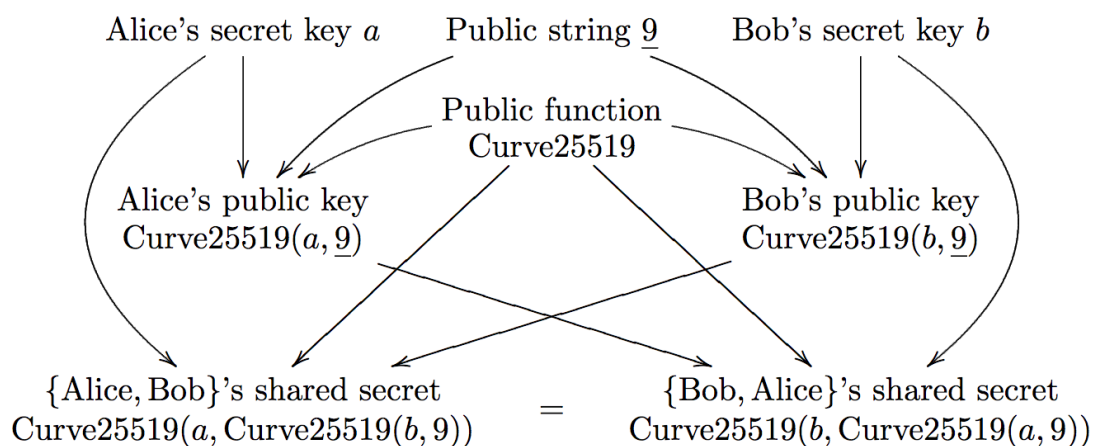 Alice's secret key a
Public string 9
Bob's secret key b
Public function
Curve25519
Alice's public key
Curve25519(a, 9)
Bob's public key
Curve25519(b, 9)
{Alice, Bob}'s shared secret
Curve25519(a, Curve25519(b, 9))
=
{Bob, Alice}'s shared secret
Curve25519(b, Curve25519(a, 9))